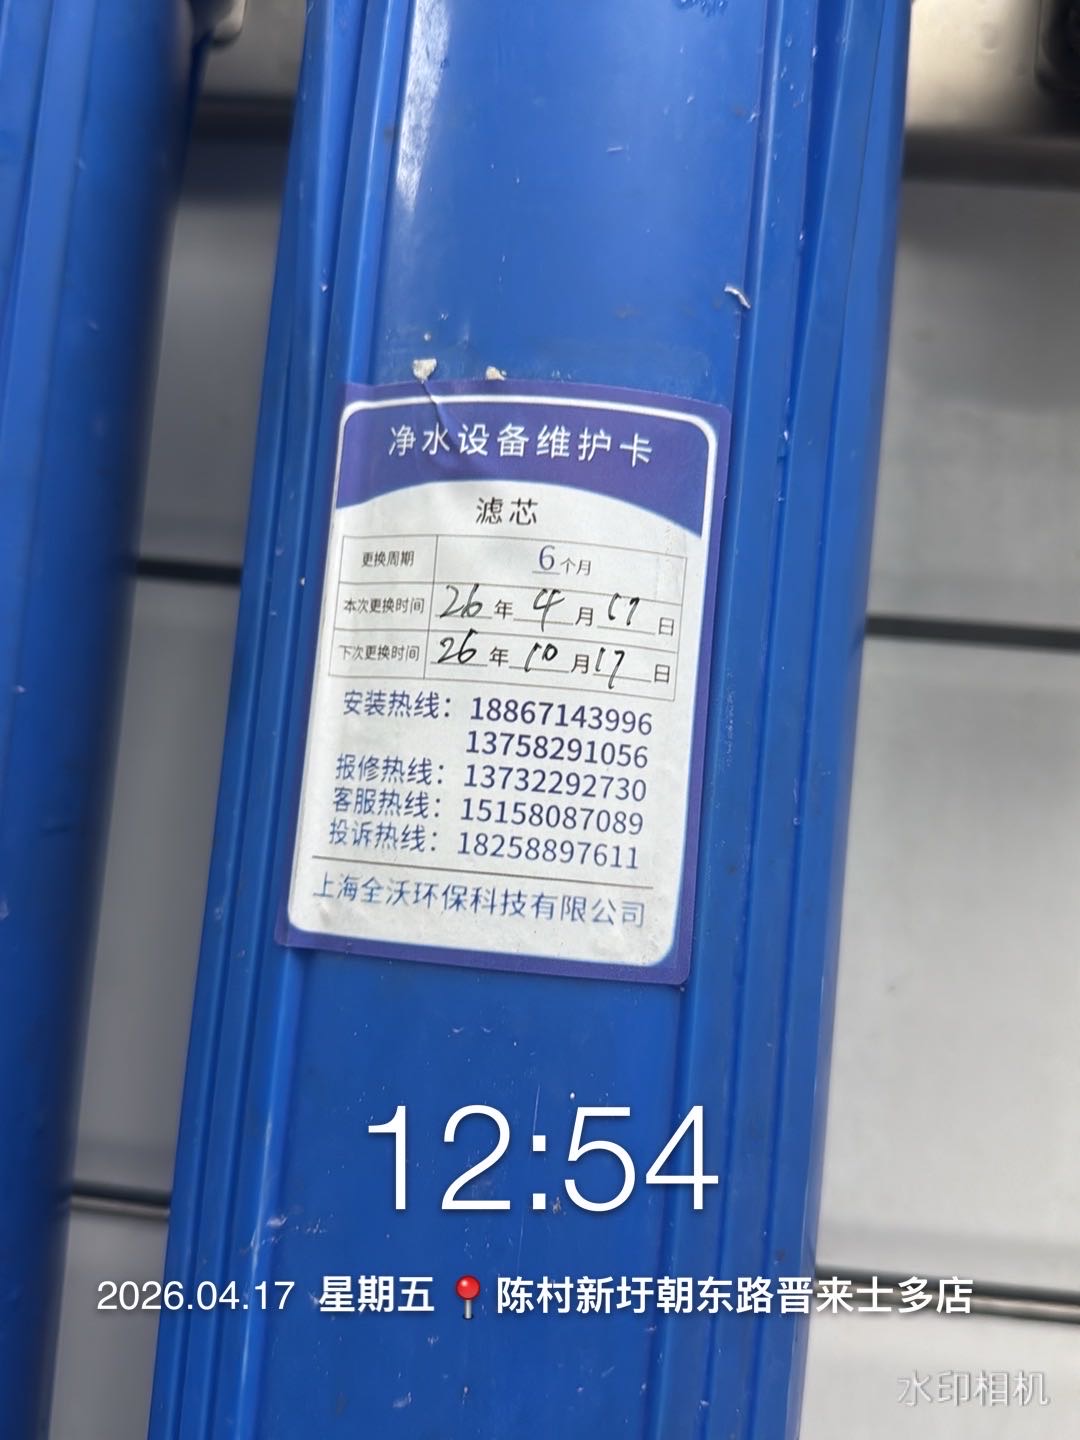 净水设备维护卡
滤芯
更换周期 6个月
本次更换时间 26年4月17日
下次更换时间 26年10月17日
安装热线：18867143996
13758291056
报修热线：13732292730
客服热线：15158087089
投诉热线：18258897611
上海全沃环保科技有限公司
12:54
2026.04.17 星期五 📍陈村新圩朝东路晋来士多店
水印相机